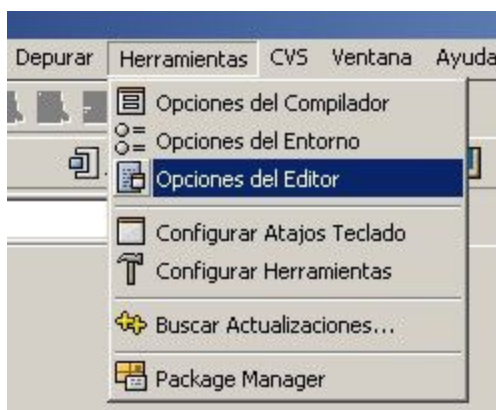 Depurar Herramientas CVS Ventana Ayuda
Opciones del Compilador
Opciones del Entorno
Opciones del Editor
Configurar Atajos Teclado
Configurar Herramientas
Buscar Actualizaciones...
Package Manager